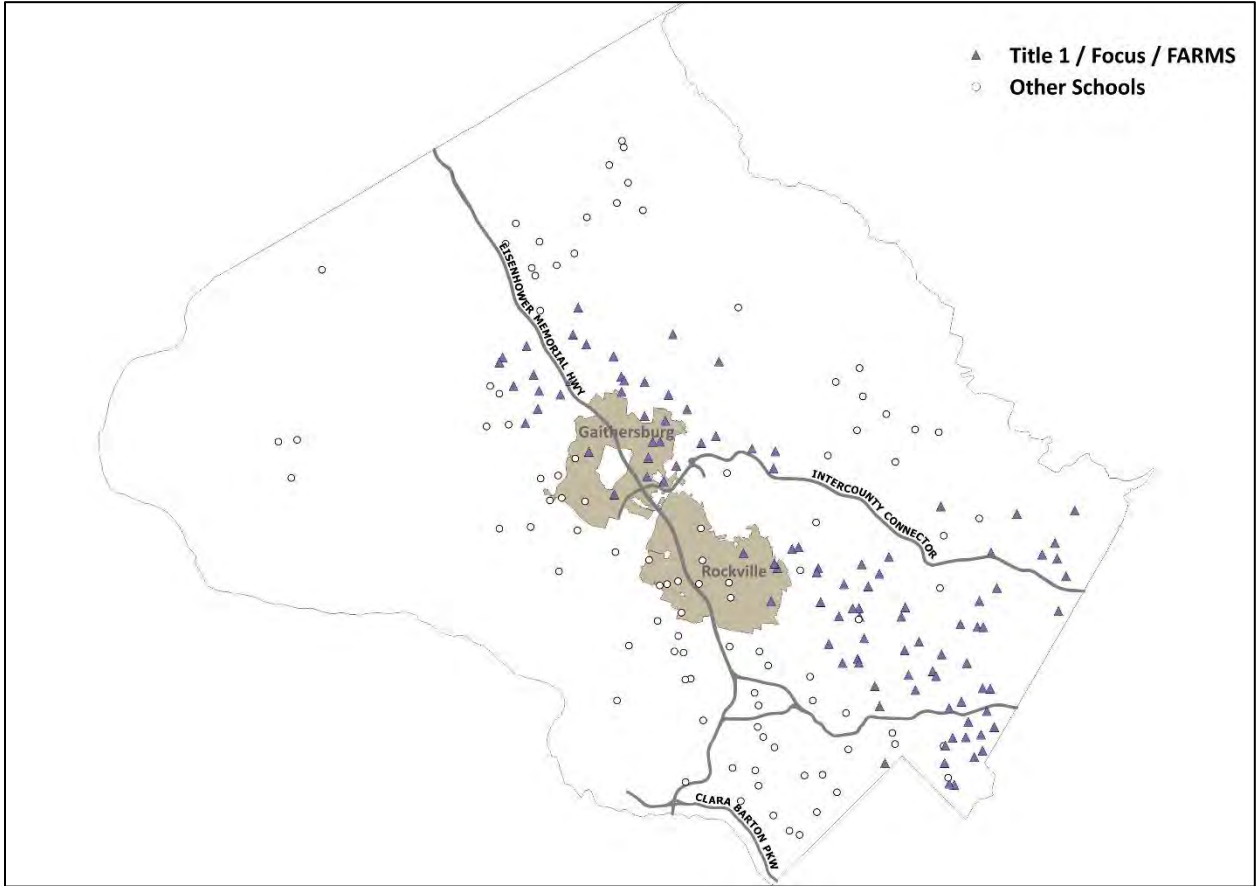 Title 1 / Focus / FARMS
Other Schools
EISENHOWER MEMORIAL HWY
Gaithersburg
INTERCOUNTY CONNECTOR
Rockville
CLARA BARTON PKW